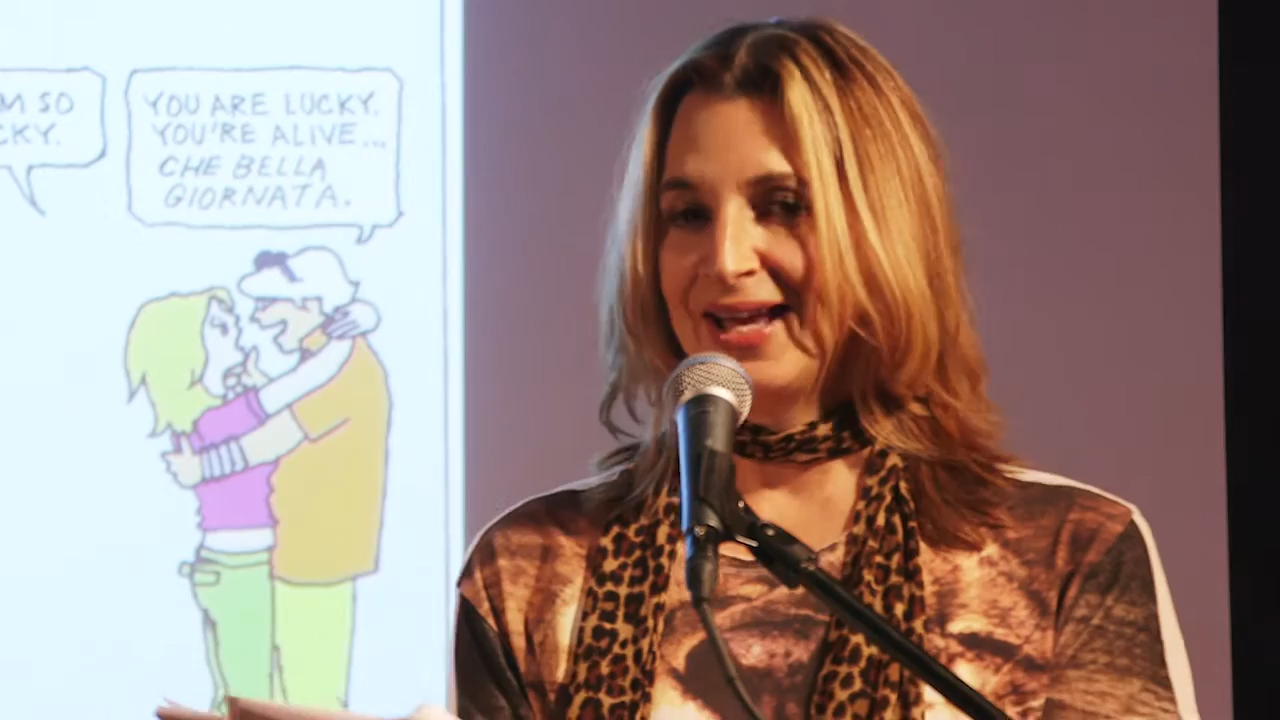 M SO
CKY.
YOU ARE LUCKY.
YOU'RE ALIVE...
CHE BELLA
GIORNATA.